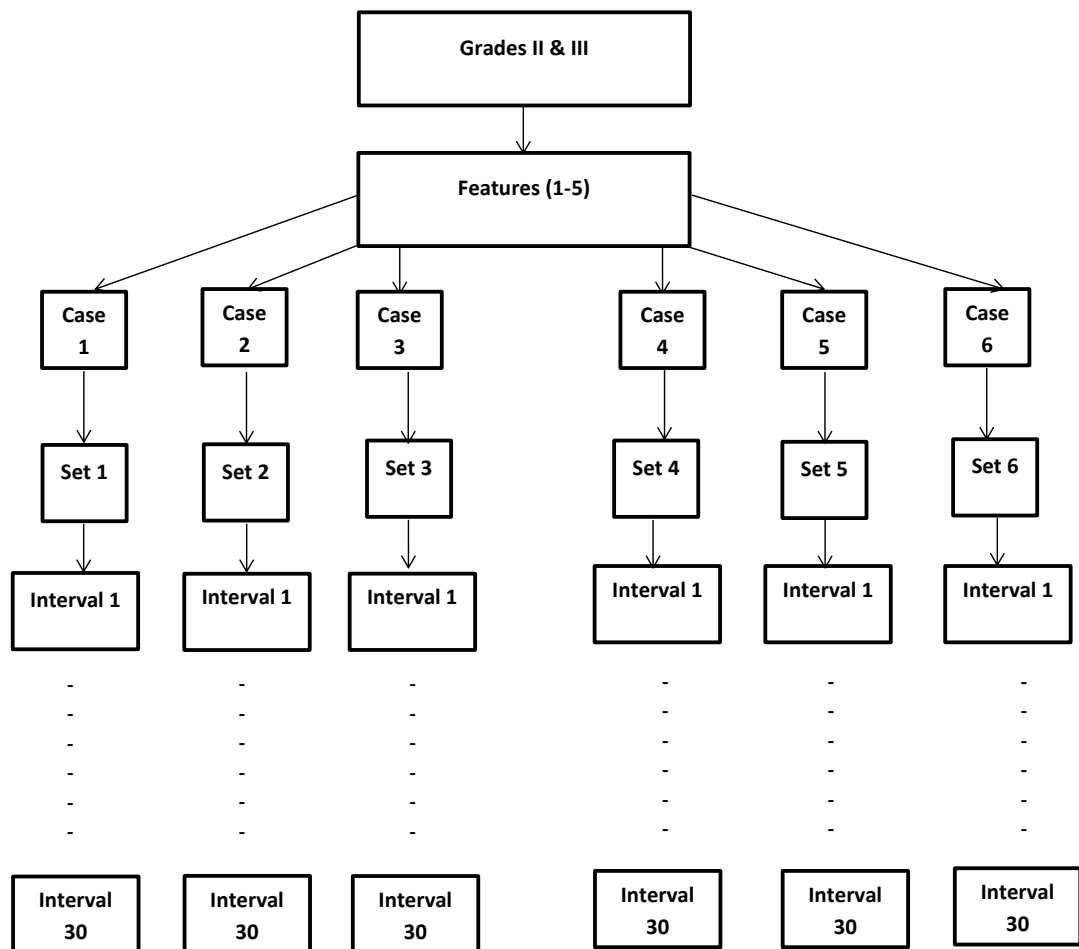 Grades II & III
Features (1-5)
Case
1
Case
2
Case
3
Case
4
Case
5
Case
6
Set 1
Set 2
Set 3
Set 4
Set 5
Set 6
Interval 1
Interval 1
Interval 1
Interval 1
Interval 1
Interval 1
- - - - - -
- - - - - -
- - - - - -
- - - - - -
- - - - - -
- - - - - -
Interval
30
Interval
30
Interval
30
Interval
30
Interval
30
Interval
30